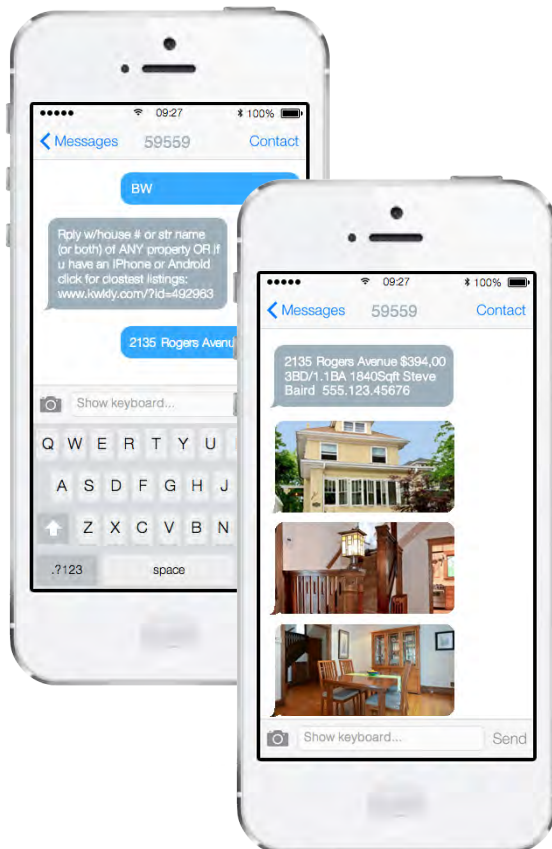 09:27
100%
Messages
59559
Contact
BW
Rply w/house # or str name
(or both) of ANY property OR if
u have an iPhone or Android
click for clostest listings:
www.kwkly.com/?id=492963
2135 Rogers Avenu
Show keyboard...
Q W E R T Y U
A S D F G H J
Z X C V B N
.?123
space
09:27
100%
Messages
59559
Contact
2135 Rogers Avenue $394,00
3BD/1.1BA 1840Sqft Steve
Baird 555.123.45676
Show keyboard...
Send